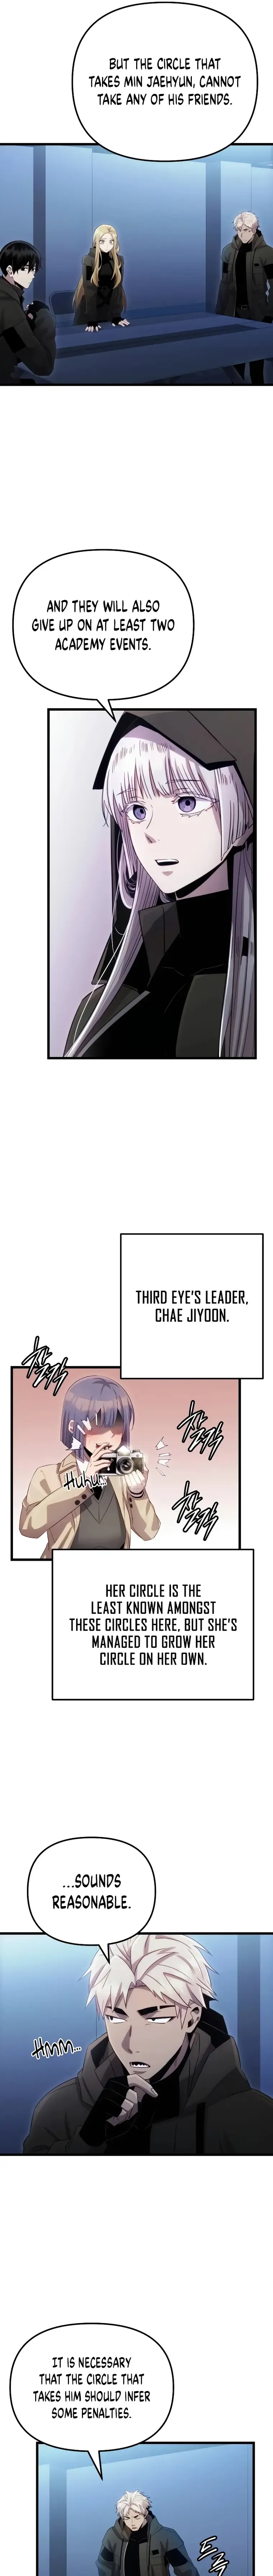 BUT THE CIRCLE THAT
TAKES MIN JAEHYUN, CANNOT
TAKE ANY OF HIS FRIENDS.
AND THEY WILL ALSO
GIVE UP ON AT LEAST TWO
ACADEMY EVENTS.
THIRD EYE'S LEADER,
CHAE JIYOON.
Huhu...
HER CIRCLE IS THE
LEAST KNOWN AMONGST
THESE CIRCLES HERE, BUT SHE'S
MANAGED TO GROW HER
CIRCLE ON HER OWN.
...SOUNDS
REASONABLE.
Hmm...
IT IS NECESSARY
THAT THE CIRCLE THAT
TAKES HIM SHOULD INFER
SOME PENALTIES.